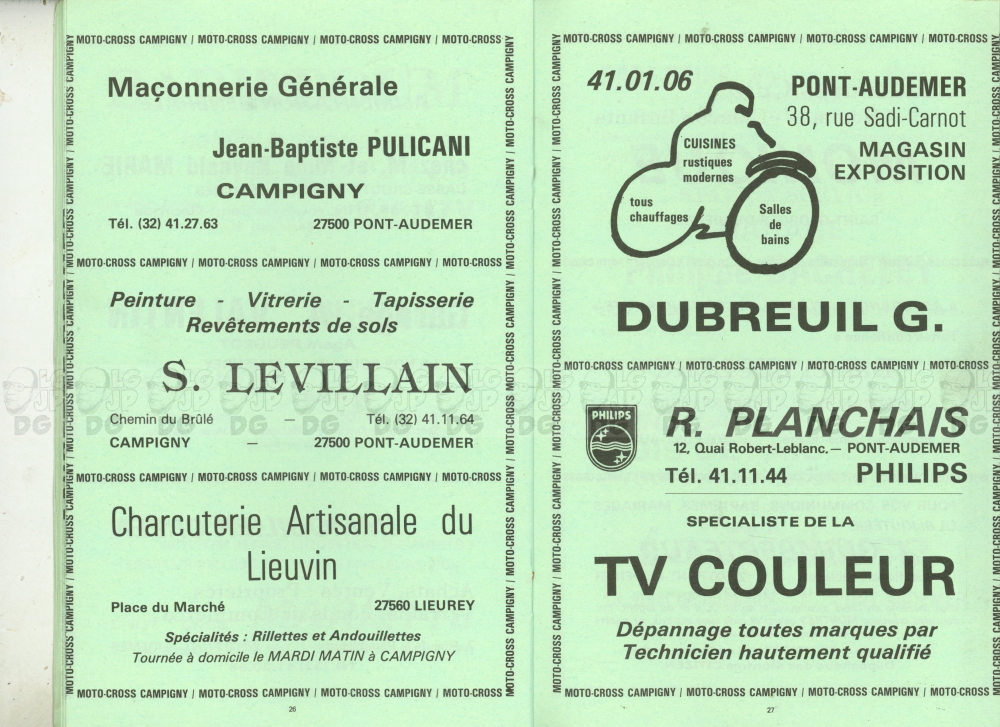 MOTO-CROSS CAMPIGNY / MOTO-CROSS CAMPIGNY / MOTO-CROSS CAMPIGNY / MOTO-CROSS
Maçonnerie Générale
Jean-Baptiste PULICANI
CAMPIGNY
Tél. (32) 41.27.63 27500 PONT-AUDEMER
MOTO-CROSS CAMPIGNY / MOTO-CROSS CAMPIGNY / MOTO-CROSS CAMPIGNY / MOTO-CROSS
Peinture - Vitrerie - Tapisserie
Revêtements de sols
S. LEVILLAIN
Chemin du Brûlé — Tél. (32) 41.11.64
CAMPIGNY — 27500 PONT-AUDEMER
MOTO-CROSS CAMPIGNY / MOTO-CROSS CAMPIGNY / MOTO-CROSS CAMPIGNY / MOTO-CROSS
Charcuterie Artisanale du
Lieuvin
Place du Marché 27560 LIEUREY
Spécialités : Rillettes et Andouillettes
Tournée à domicile le MARDI MATIN à CAMPIGNY
MOTO-CROSS CAMPIGNY / MOTO-CROSS CAMPIGNY / MOTO-CROSS CAMPIGNY / MOTO-CROSS
26
MOTO-CROSS CAMPIGNY / MOTO-CROSS CAMPIGNY / MOTO-CROSS CAMPIGNY / MOTO-CROSS
41.01.06
PONT-AUDEMER
38, rue Sadi-Carnot
MAGASIN
EXPOSITION
CUISINES
rustiques
modernes
tous
chauffages
Salles
de
bains
DUBREUIL G.
MOTO-CROSS CAMPIGNY / MOTO-CROSS CAMPIGNY / MOTO-CROSS CAMPIGNY / MOTO-CROSS
PHILIPS
R. PLANCHAIS
12, Quai Robert-Leblanc. — PONT-AUDEMER
Tél. 41.11.44 PHILIPS
SPECIALISTE DE LA
TV COULEUR
Dépannage toutes marques par
Technicien hautement qualifié
MOTO-CROSS CAMPIGNY / MOTO-CROSS CAMPIGNY / MOTO-CROSS CAMPIGNY / MOTO-CROSS
27